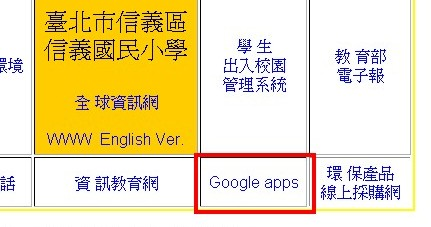 環境
臺北市信義區
信義國民小學
全 球資訊網
WWW English Ver.
學 生
出入校園
管理系統
教 育部
電子報
話
資 訊教育網
Google apps
環 保產品
線上採購網